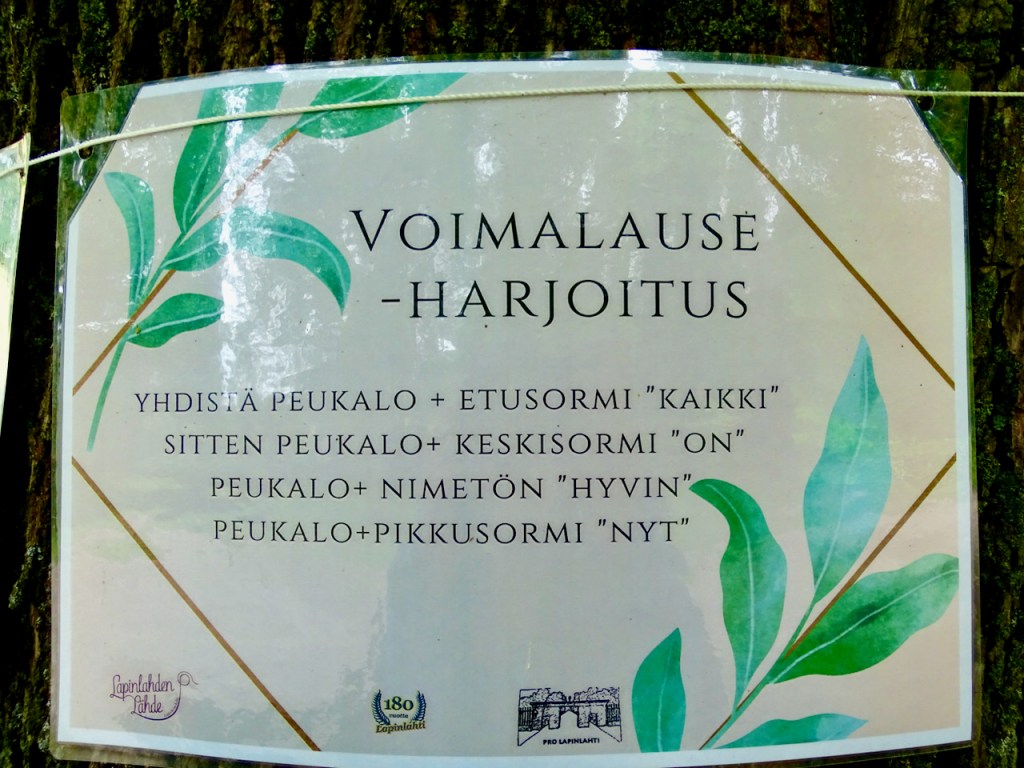 VOIMALAUSE
-HARJOITUS
YHDISTÄ PEUKALO + ETUSORMI "KAIKKI"
SITTEN PEUKALO+ KESKISORMI "ON"
PEUKALO+ NIMETÖN "HYVIN"
PEUKALO+PIKKUSORMI "NYT"
Lapinlahden
Lähde
180
vuotta
Lapinlahti
PRO LAPINLAHTI